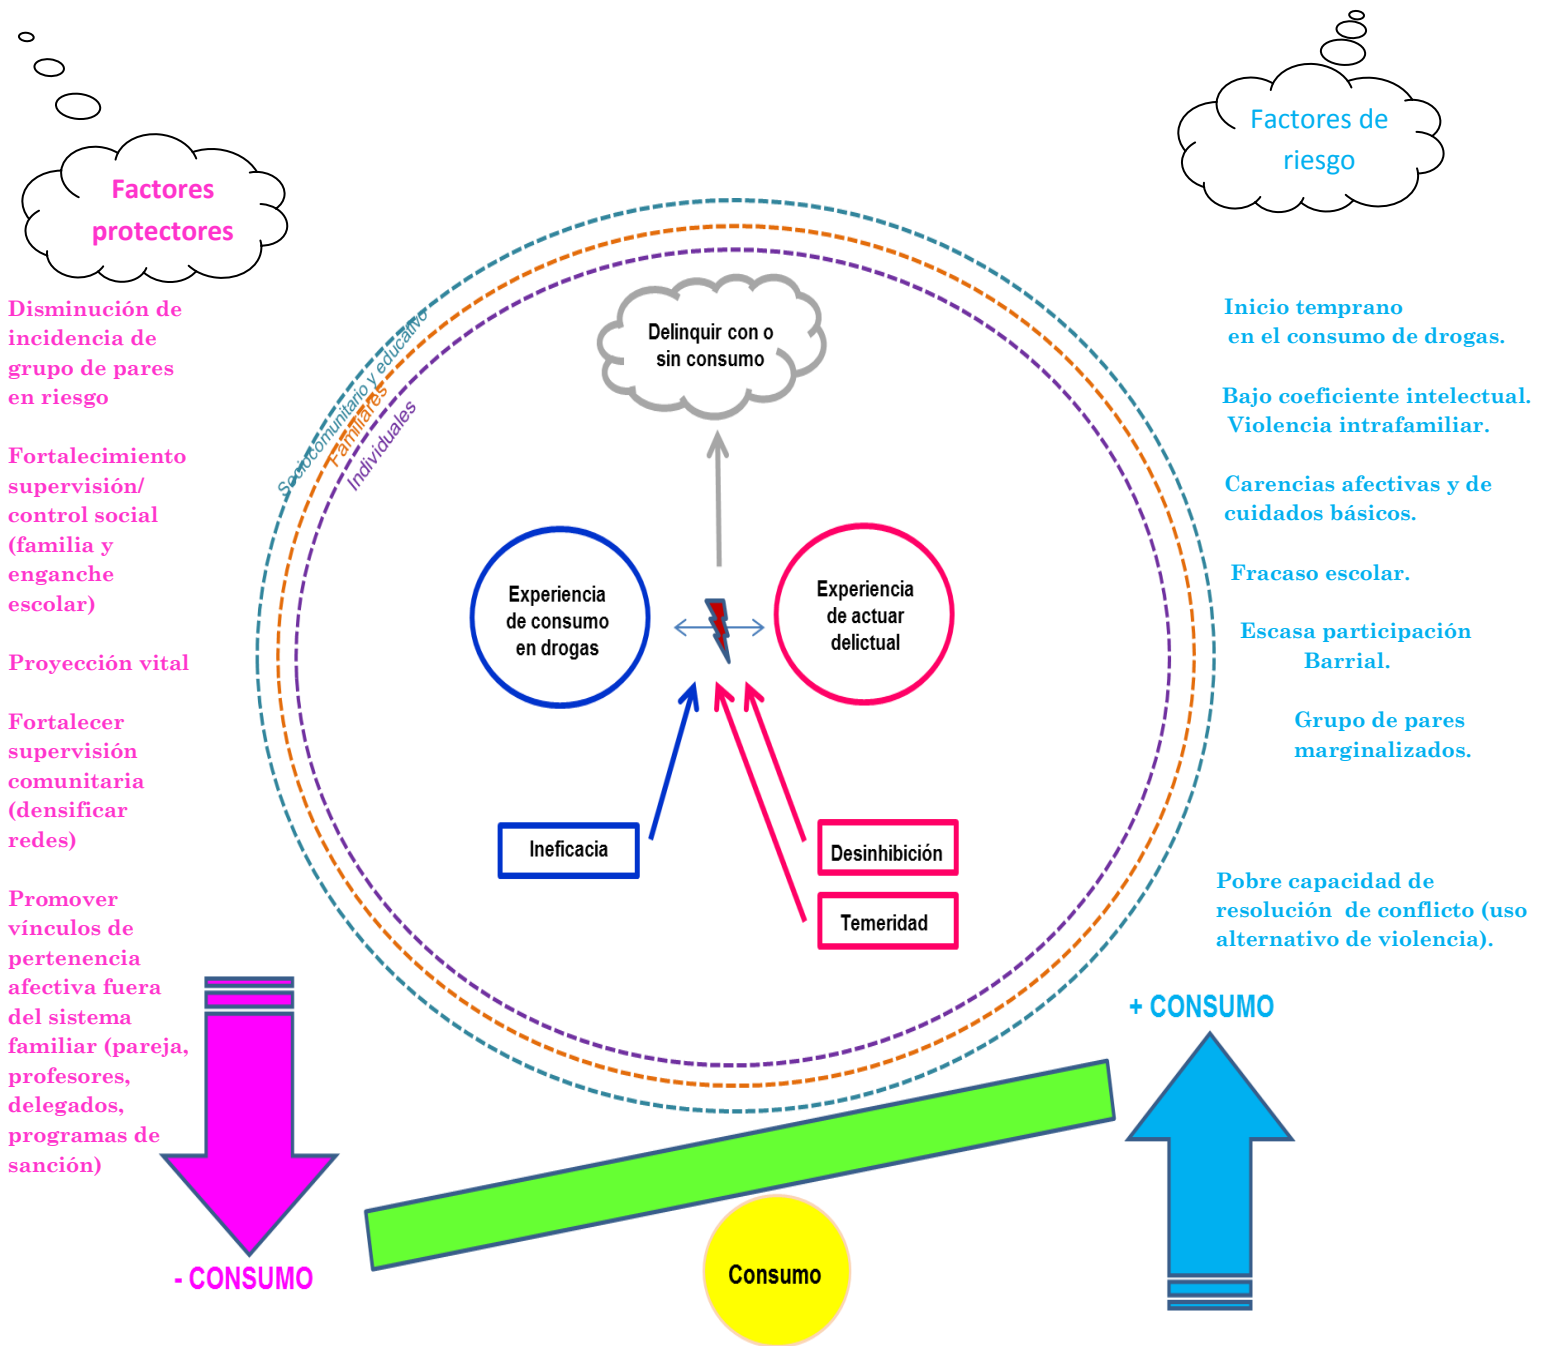 Factores
protectores
Disminución de
incidencia de
grupo de pares
en riesgo
Fortalecimiento
supervisión/
control social
(familia y
enganche
escolar)
Proyección vital
Fortalecer
supervisión
comunitaria
(densificar
redes)
Promover
vínculos de
pertenencia
afectiva fuera
del sistema
familiar (pareja,
profesores,
delegados,
programas de
sanción)
- CONSUMO
Sociocomunitario y educativo
Familiares
Individuales
Delinquir con o
sin consumo
Experiencia
de consumo
en drogas
Experiencia
de actuar
delictual
Ineficacia
Desinhibición
Temeridad
Consumo
Factores de
riesgo
Inicio temprano
en el consumo de drogas.
Bajo coeficiente intelectual.
Violencia intrafamiliar.
Carencias afectivas y de
cuidados básicos.
Fracaso escolar.
Escasa participación
Barrial.
Grupo de pares
marginalizados.
Pobre capacidad de
resolución  de conflicto (uso
alternativo de violencia).
+ CONSUMO